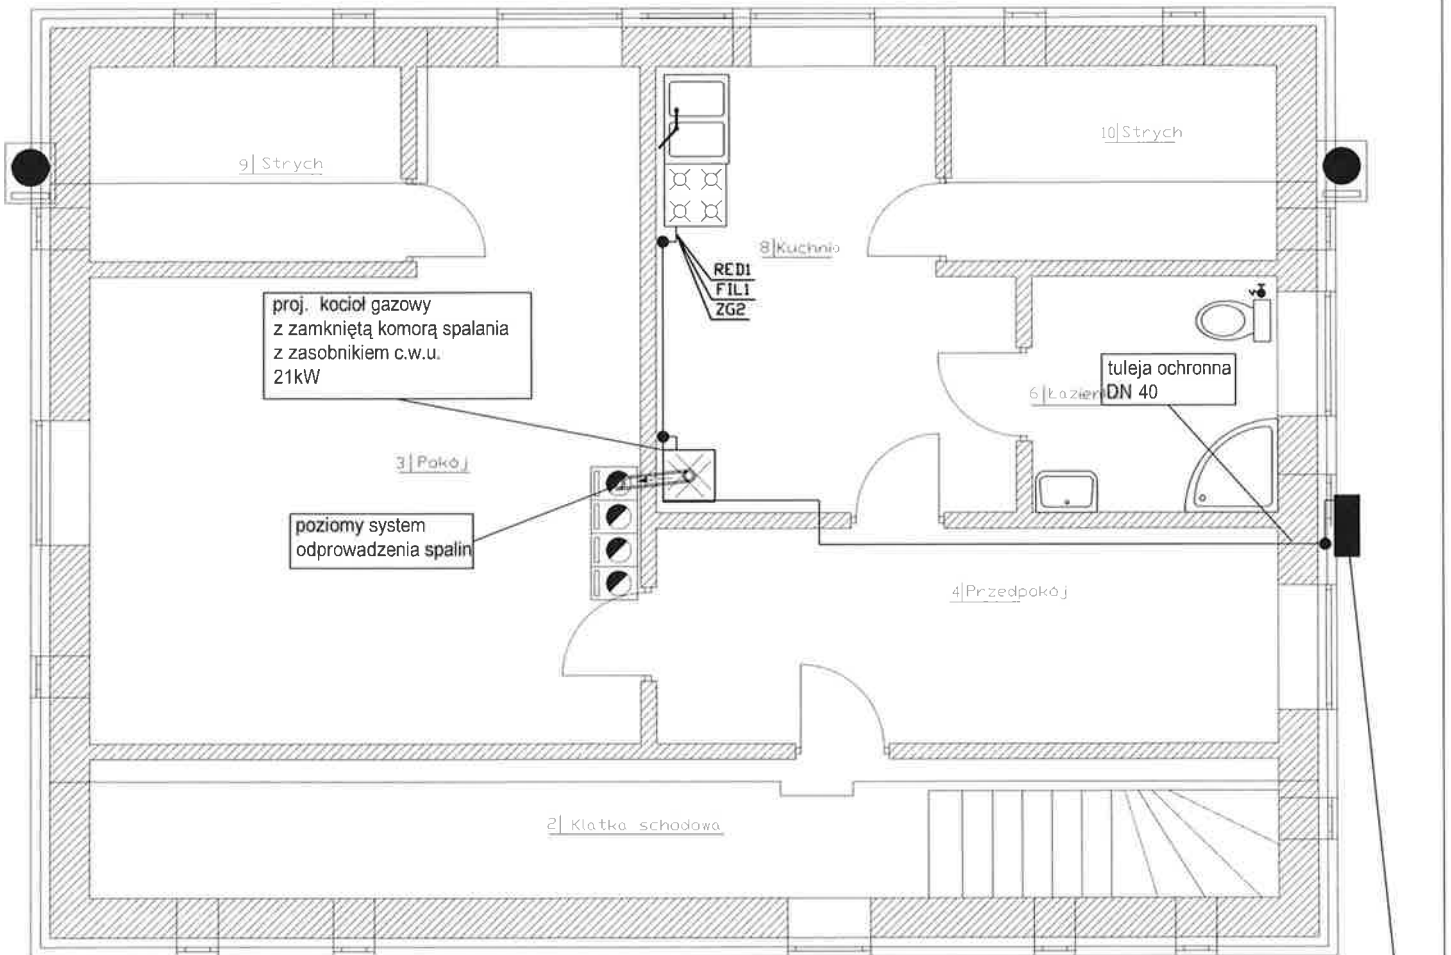 9| Strych
10|Strych
8|Kuchnia
RED1
FIL1
ZG2
proj. kocioł gazowy
z zamkniętą komorą spalania
z zasobnikiem c.w.u.
21kW
tuleja ochronna
DN 40
6|Łazien
3|Pokój
poziomy system
odprowadzenia spalin
4|Przedpokój
2| Klatka schodowa